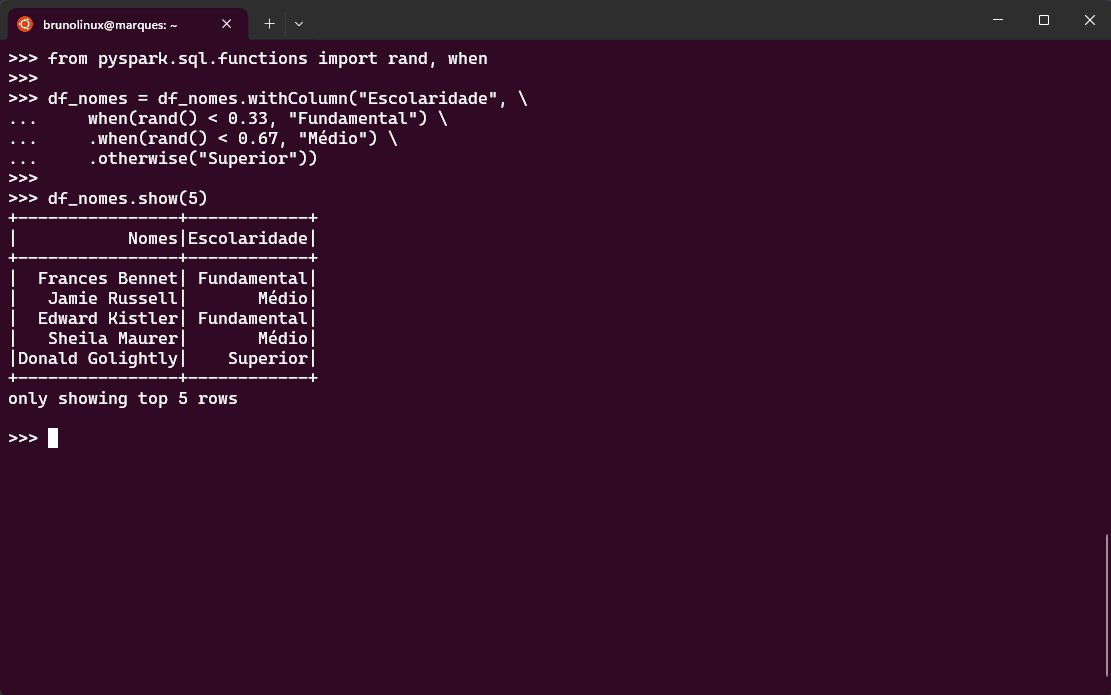 brunolinux@marques: ~
>>> from pyspark.sql.functions import rand, when
>>>
>>> df_nomes = df_nomes.withColumn("Escolaridade", \
...     when(rand() < 0.33, "Fundamental") \
...     .when(rand() < 0.67, "Médio") \
...     .otherwise("Superior"))
>>>
>>> df_nomes.show(5)
+----------------+------------+
|           Nomes|Escolaridade|
+----------------+------------+
|  Frances Bennet| Fundamental|
|   Jamie Russell|       Médio|
|  Edward Kistler| Fundamental|
|   Sheila Maurer|       Médio|
|Donald Golightly|    Superior|
+----------------+------------+
only showing top 5 rows
>>>